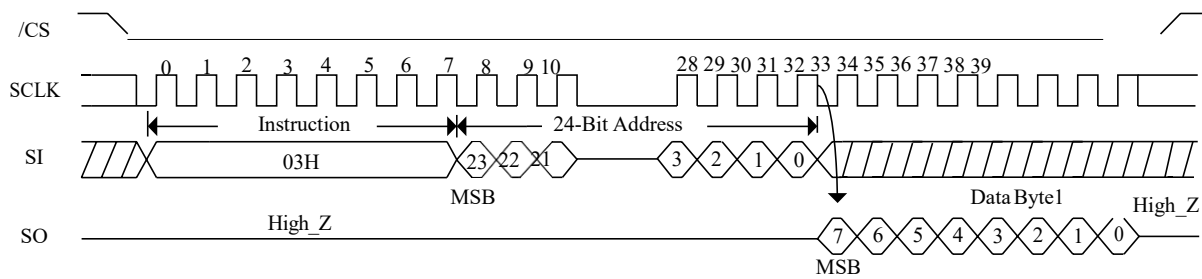 /CS
0 1 2 3 4 5 6 7 8 9 10 28 29 30 31 32 33 34 35 36 37 38 39
SCLK
Instruction 24-Bit Address
SI 03H 23 22 21 3 2 1 0
MSB Data Byte1
High_Z High_Z
SO 7 6 5 4 3 2 1 0
MSB